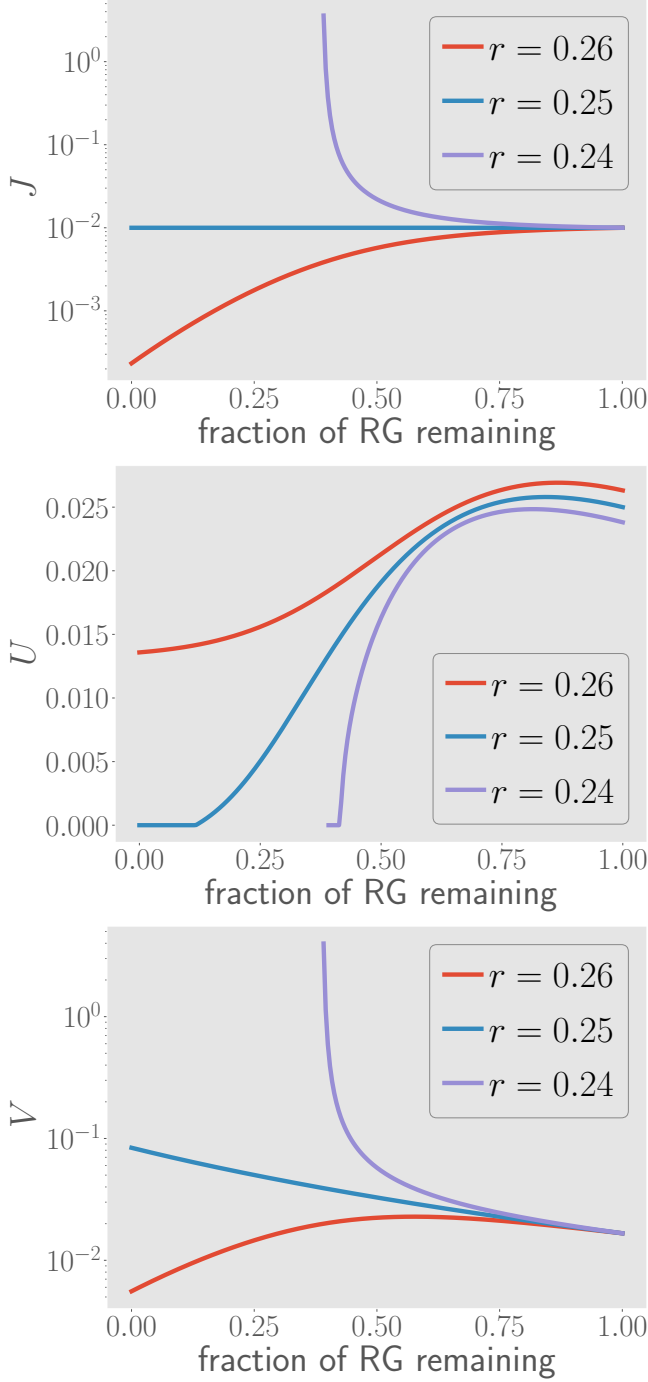 10^0
10^{-1}
10^{-2}
10^{-3}
J
r = 0.26
r = 0.25
r = 0.24
0.00 0.25 0.50 0.75 1.00
fraction of RG remaining
0.025
0.020
0.015
0.010
0.005
0.000
U
r = 0.26
r = 0.25
r = 0.24
0.00 0.25 0.50 0.75 1.00
fraction of RG remaining
10^0
10^{-1}
10^{-2}
V
r = 0.26
r = 0.25
r = 0.24
0.00 0.25 0.50 0.75 1.00
fraction of RG remaining